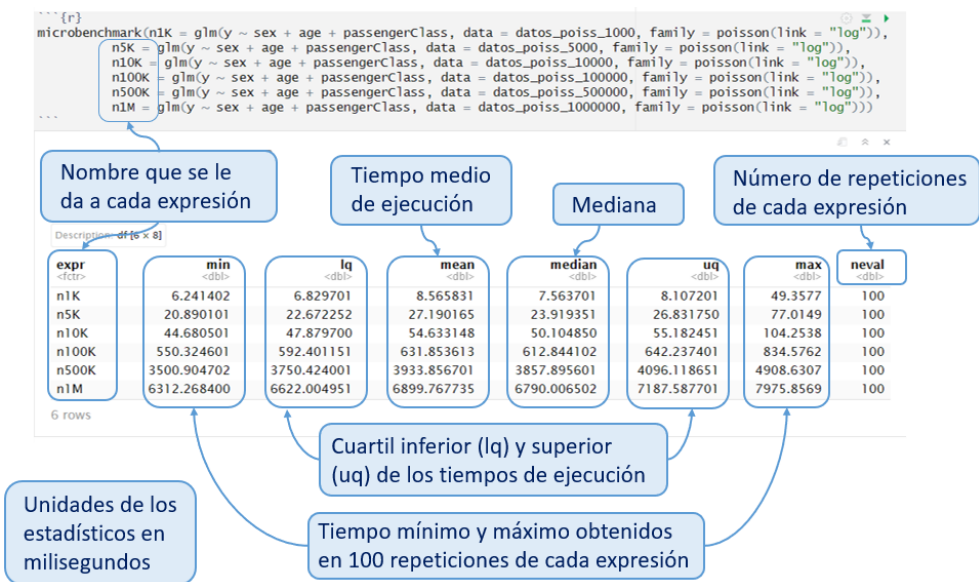 ```{r}
microbenchmark(n1K = glm(y ~ sex + age + passengerClass, data = datos_poiss_1000, family = poisson(link = "log")),
n5K = glm(y ~ sex + age + passengerClass, data = datos_poiss_5000, family = poisson(link = "log")),
n10K = glm(y ~ sex + age + passengerClass, data = datos_poiss_10000, family = poisson(link = "log")),
n100K = glm(y ~ sex + age + passengerClass, data = datos_poiss_100000, family = poisson(link = "log")),
n500K = glm(y ~ sex + age + passengerClass, data = datos_poiss_500000, family = poisson(link = "log")),
n1M = glm(y ~ sex + age + passengerClass, data = datos_poiss_1000000, family = poisson(link = "log")))
```
Nombre que se le
da a cada expresión
Tiempo medio
de ejecución
Mediana
Número de repeticiones
de cada expresión
Description: df [6 × 8]
expr min lq mean median uq max neval
<fctr> <dbl> <dbl> <dbl> <dbl> <dbl> <dbl> <dbl>
n1K 6.241402 6.829701 8.565831 7.563701 8.107201 49.3577 100
n5K 20.890101 22.672252 27.190165 23.919351 26.831750 77.0149 100
n10K 44.680501 47.879700 54.633148 50.104850 55.182451 104.2538 100
n100K 550.324601 592.401151 631.853613 612.844102 642.237401 834.5762 100
n500K 3500.904702 3750.424001 3933.856701 3857.895601 4096.118651 4908.6307 100
n1M 6312.268400 6622.004951 6899.767735 6790.006502 7187.587701 7975.8569 100
6 rows
Cuartil inferior (lq) y superior
(uq) de los tiempos de ejecución
Unidades de los
estadísticos en
milisegundos
Tiempo mínimo y máximo obtenidos
en 100 repeticiones de cada expresión